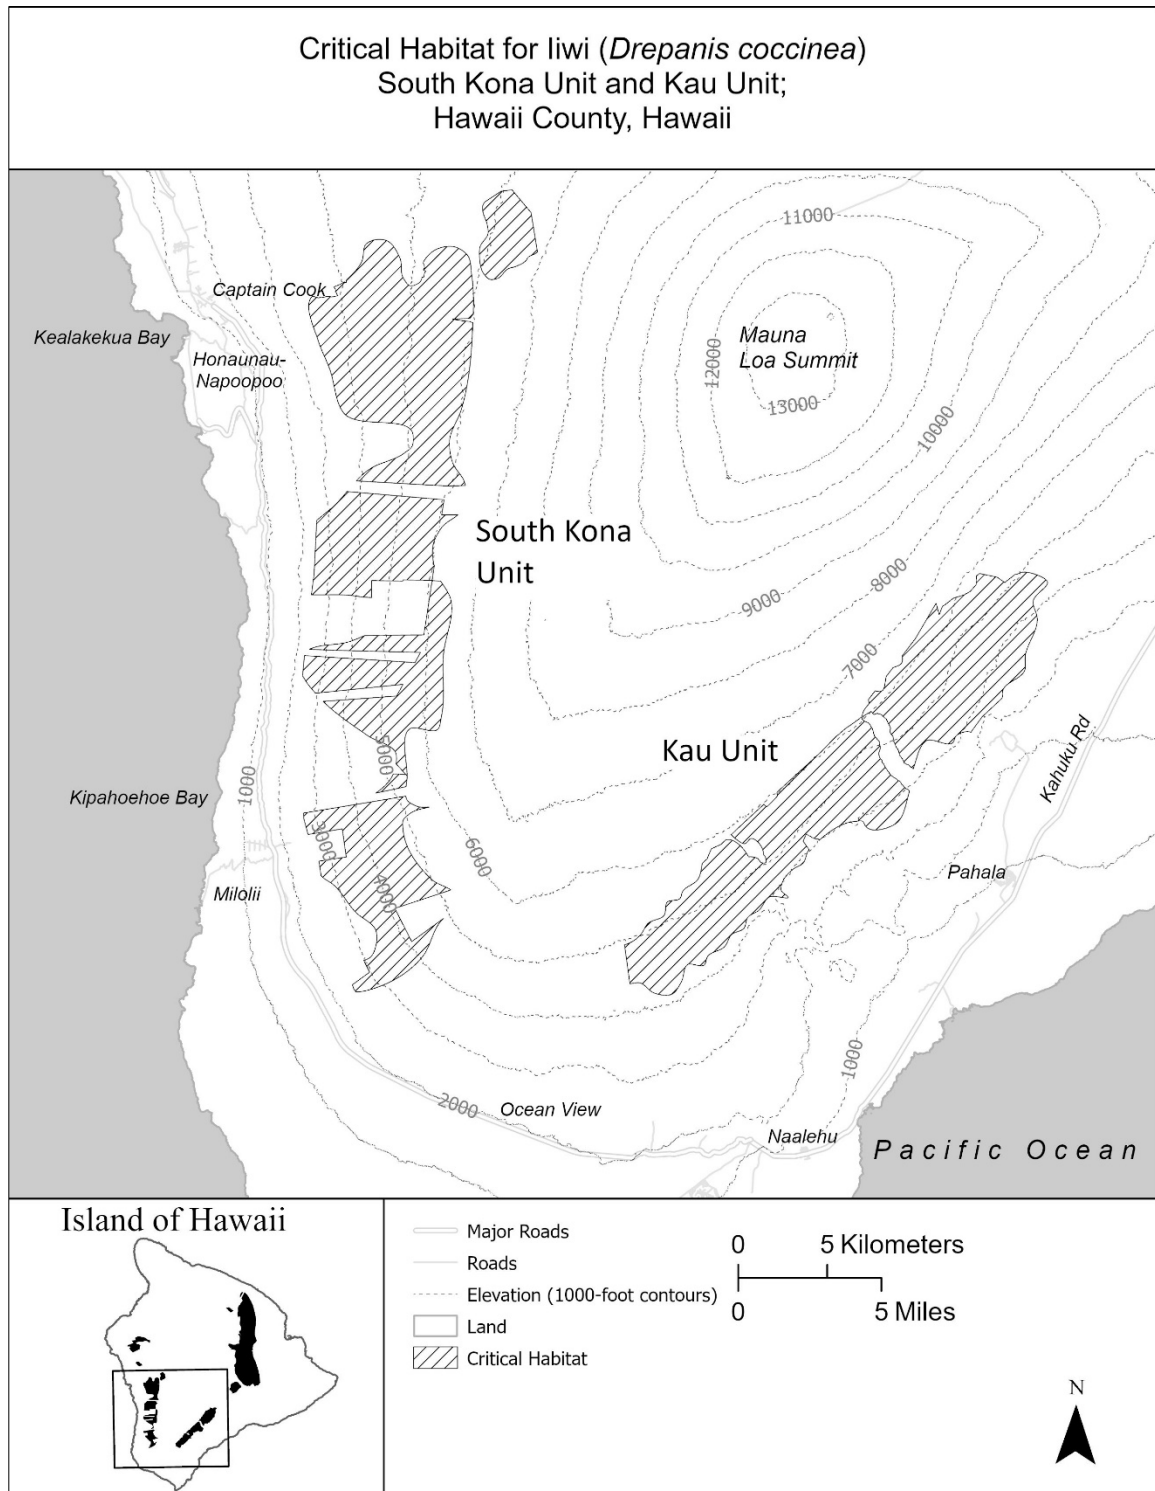 Critical Habitat for Iiwi (Drepanis coccinea)
South Kona Unit and Kau Unit;
Hawaii County, Hawaii
11000
Captain Cook
Kealakekua Bay
Honaunau-
Napoopoo
Mauna
Loa Summit
12000
13000
10000
South Kona
Unit
8000
9000
7000
Kau Unit
Kahuku Rd
5000
1000
Kipahoehoe Bay
3000
6000
4000
Milolii
Pahala
1000
2000
Ocean View
Naalehu
Pacific Ocean
Island of Hawaii
Major Roads
Roads
Elevation (1000-foot contours)
Land
Critical Habitat
0 5 Kilometers
0 5 Miles
N